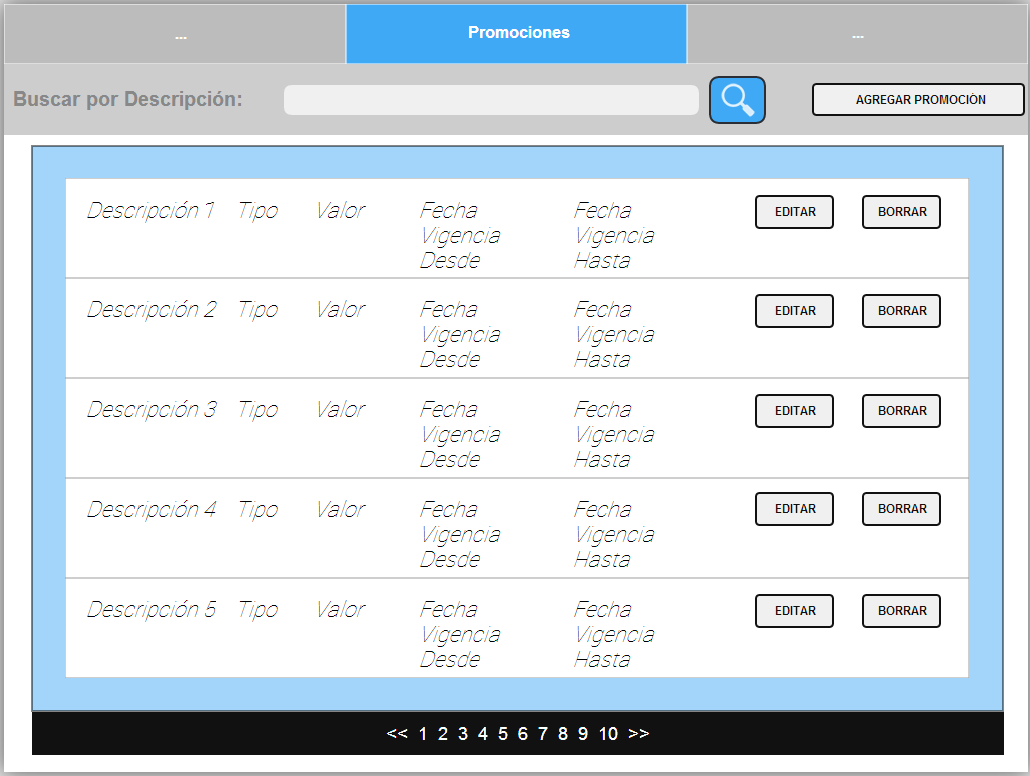 ... Promociones ...
Buscar por Descripción: AGREGAR PROMOCIÓN
Descripción 1 Tipo Valor Fecha Fecha EDITAR BORRAR
Vigencia Vigencia
Desde Hasta
Descripción 2 Tipo Valor Fecha Fecha EDITAR BORRAR
Vigencia Vigencia
Desde Hasta
Descripción 3 Tipo Valor Fecha Fecha EDITAR BORRAR
Vigencia Vigencia
Desde Hasta
Descripción 4 Tipo Valor Fecha Fecha EDITAR BORRAR
Vigencia Vigencia
Desde Hasta
Descripción 5 Tipo Valor Fecha Fecha EDITAR BORRAR
Vigencia Vigencia
Desde Hasta
<< 1 2 3 4 5 6 7 8 9 10 >>